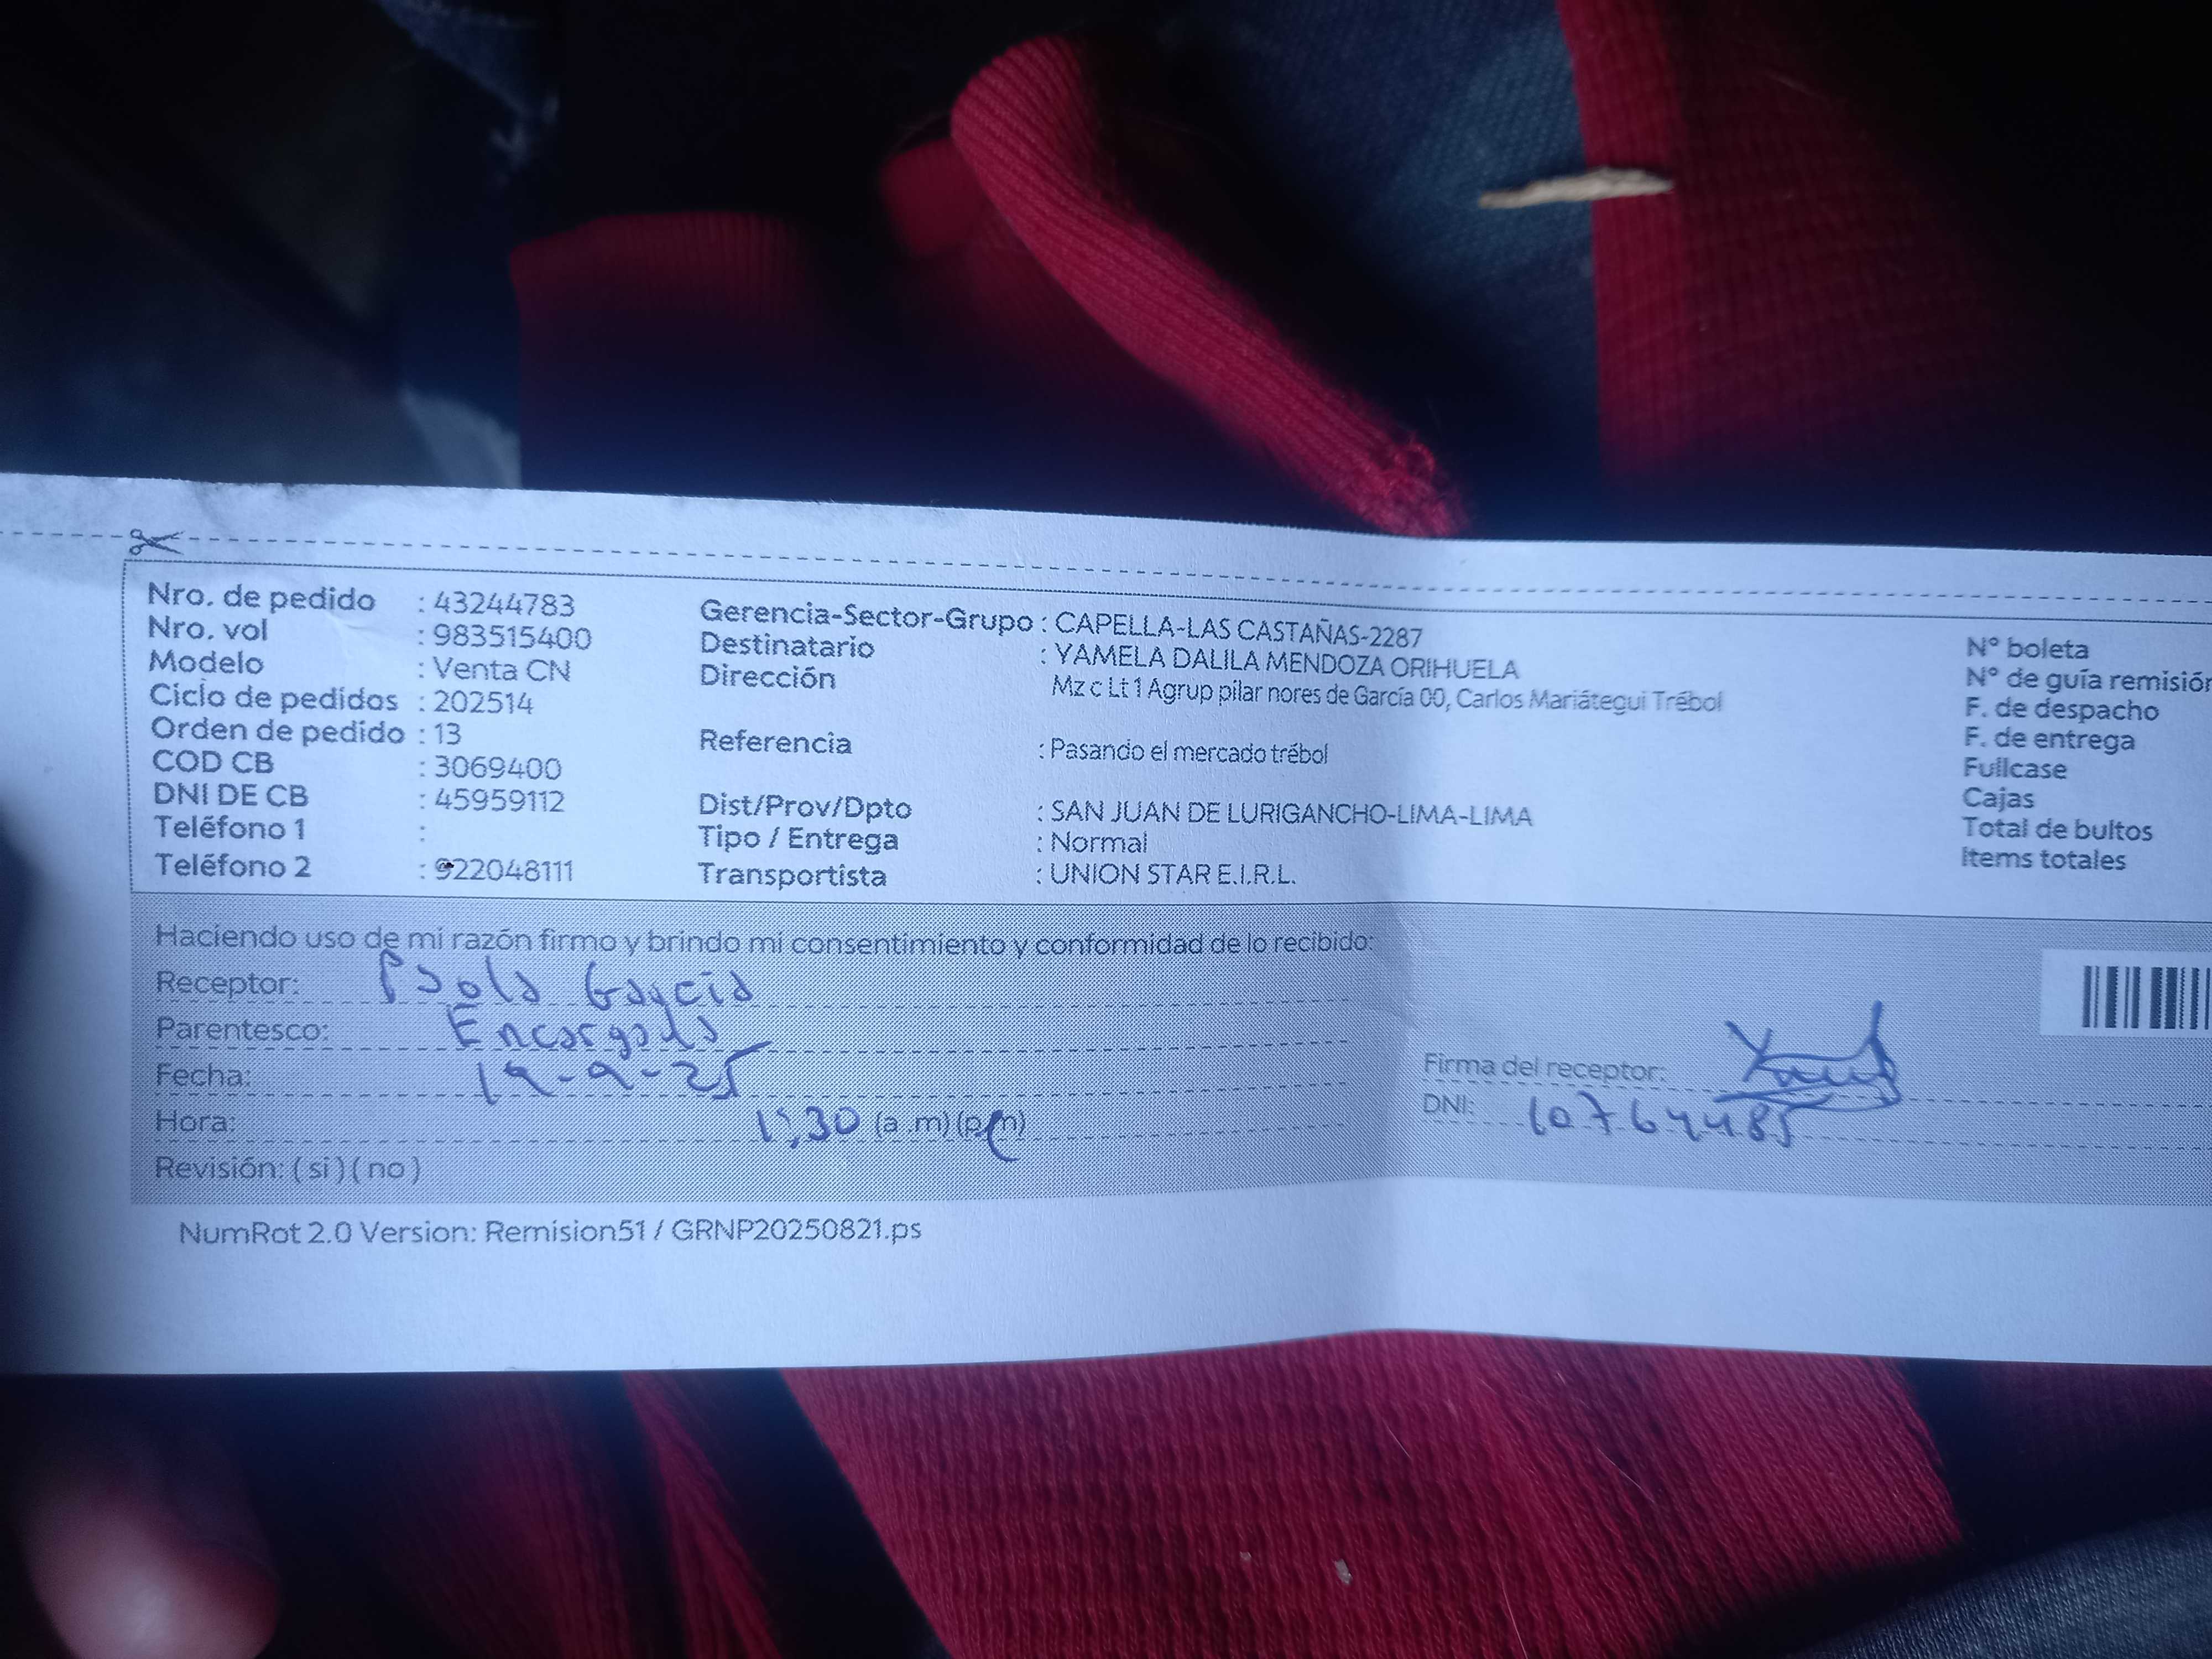 Nro. de pedido : 43244783
Nro. vol : 983515400
Modelo : Venta CN
Ciclo de pedidos : 202514
Orden de pedido : 13
COD CB : 3069400
DNI DE CB : 45959112
Teléfono 1 :
Teléfono 2 : 922048111
Gerencia-Sector-Grupo : CAPELLA-LAS CASTAÑAS-2287
Destinatario : YAMELA DALILA MENDOZA ORIHUELA
Dirección Mz c Lt 1 Agrup pilar nores de García 00, Carlos Mariátegui Trébol
Referencia : Pasando el mercado trébol
Dist/Prov/Dpto : SAN JUAN DE LURIGANCHO-LIMA-LIMA
Tipo / Entrega : Normal
Transportista : UNION STAR E.I.R.L.
N° boleta
N° de guía remisión
F. de despacho
F. de entrega
Fullcase
Cajas
Total de bultos
Items totales
Haciendo uso de mi razón firmo y brindo mi consentimiento y conformidad de lo recibido:
Receptor: Paola Garcia
Parentesco: Encargada
Fecha: 19-9-25
Hora: :30 (a .m) (p.m)
Revisión: ( si ) ( no )
Firma del receptor:
DNI: 10764485
NumRot 2.0 Version: Remision51 / GRNP20250821.ps